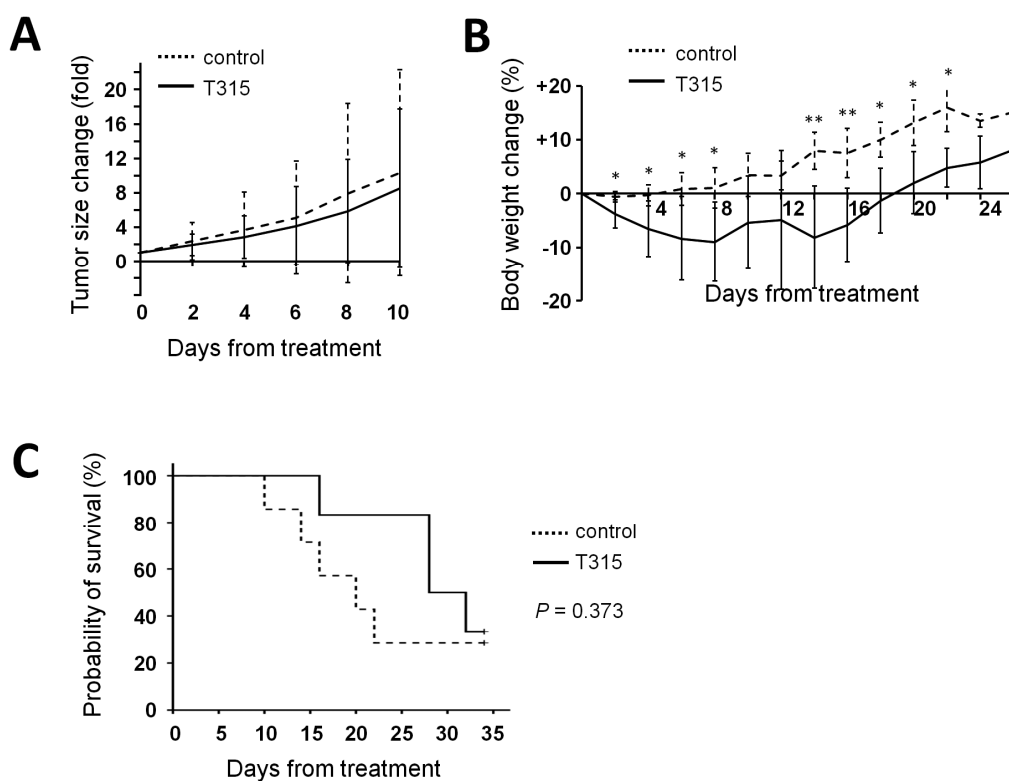 A
control
T315
Tumor size change (fold)
20
16
12
8
4
0
0 2 4 6 8 10
Days from treatment
B
control
T315
Body weight change (%)
+20
+10
0
-10
-20
* * * * ** ** * * *
4 8 12 16 20 24
Days from treatment
C
Probability of survival (%)
100
80
60
40
20
0
0 5 10 15 20 25 30 35
Days from treatment
control
T315
P = 0.373